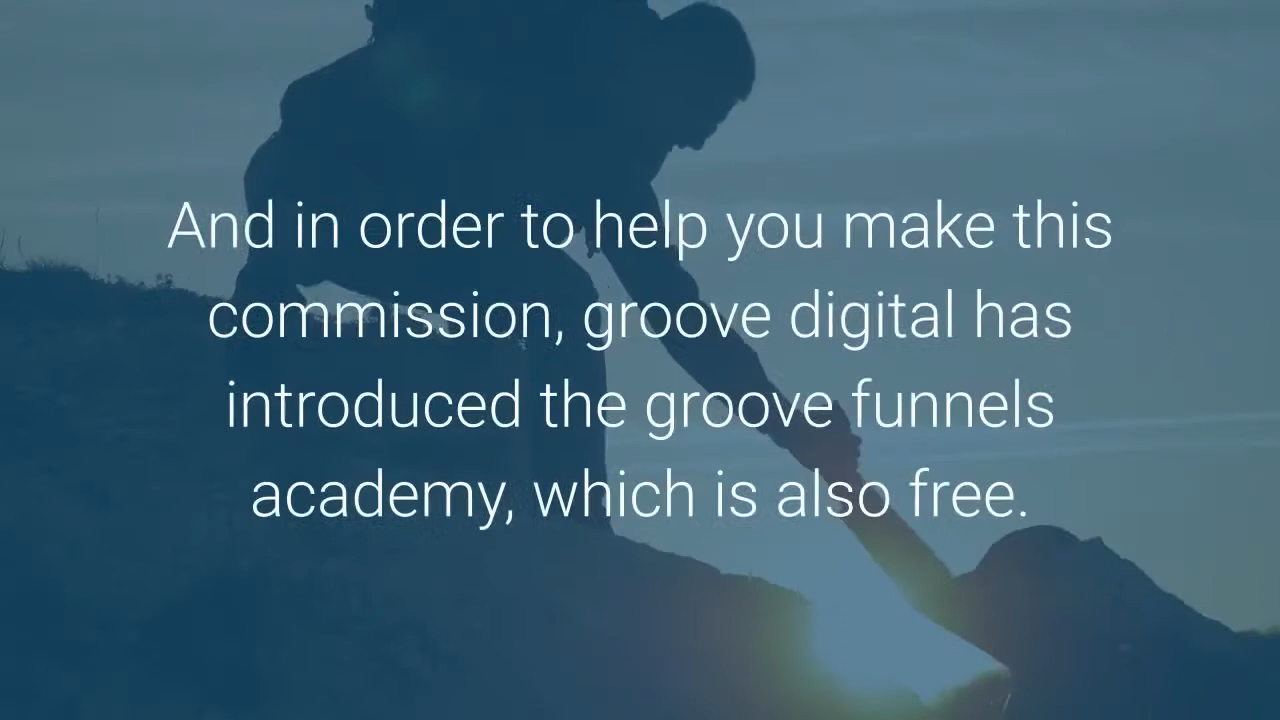 And in order to help you make this
commission, groove digital has
introduced the groove funnels
academy, which is also free.